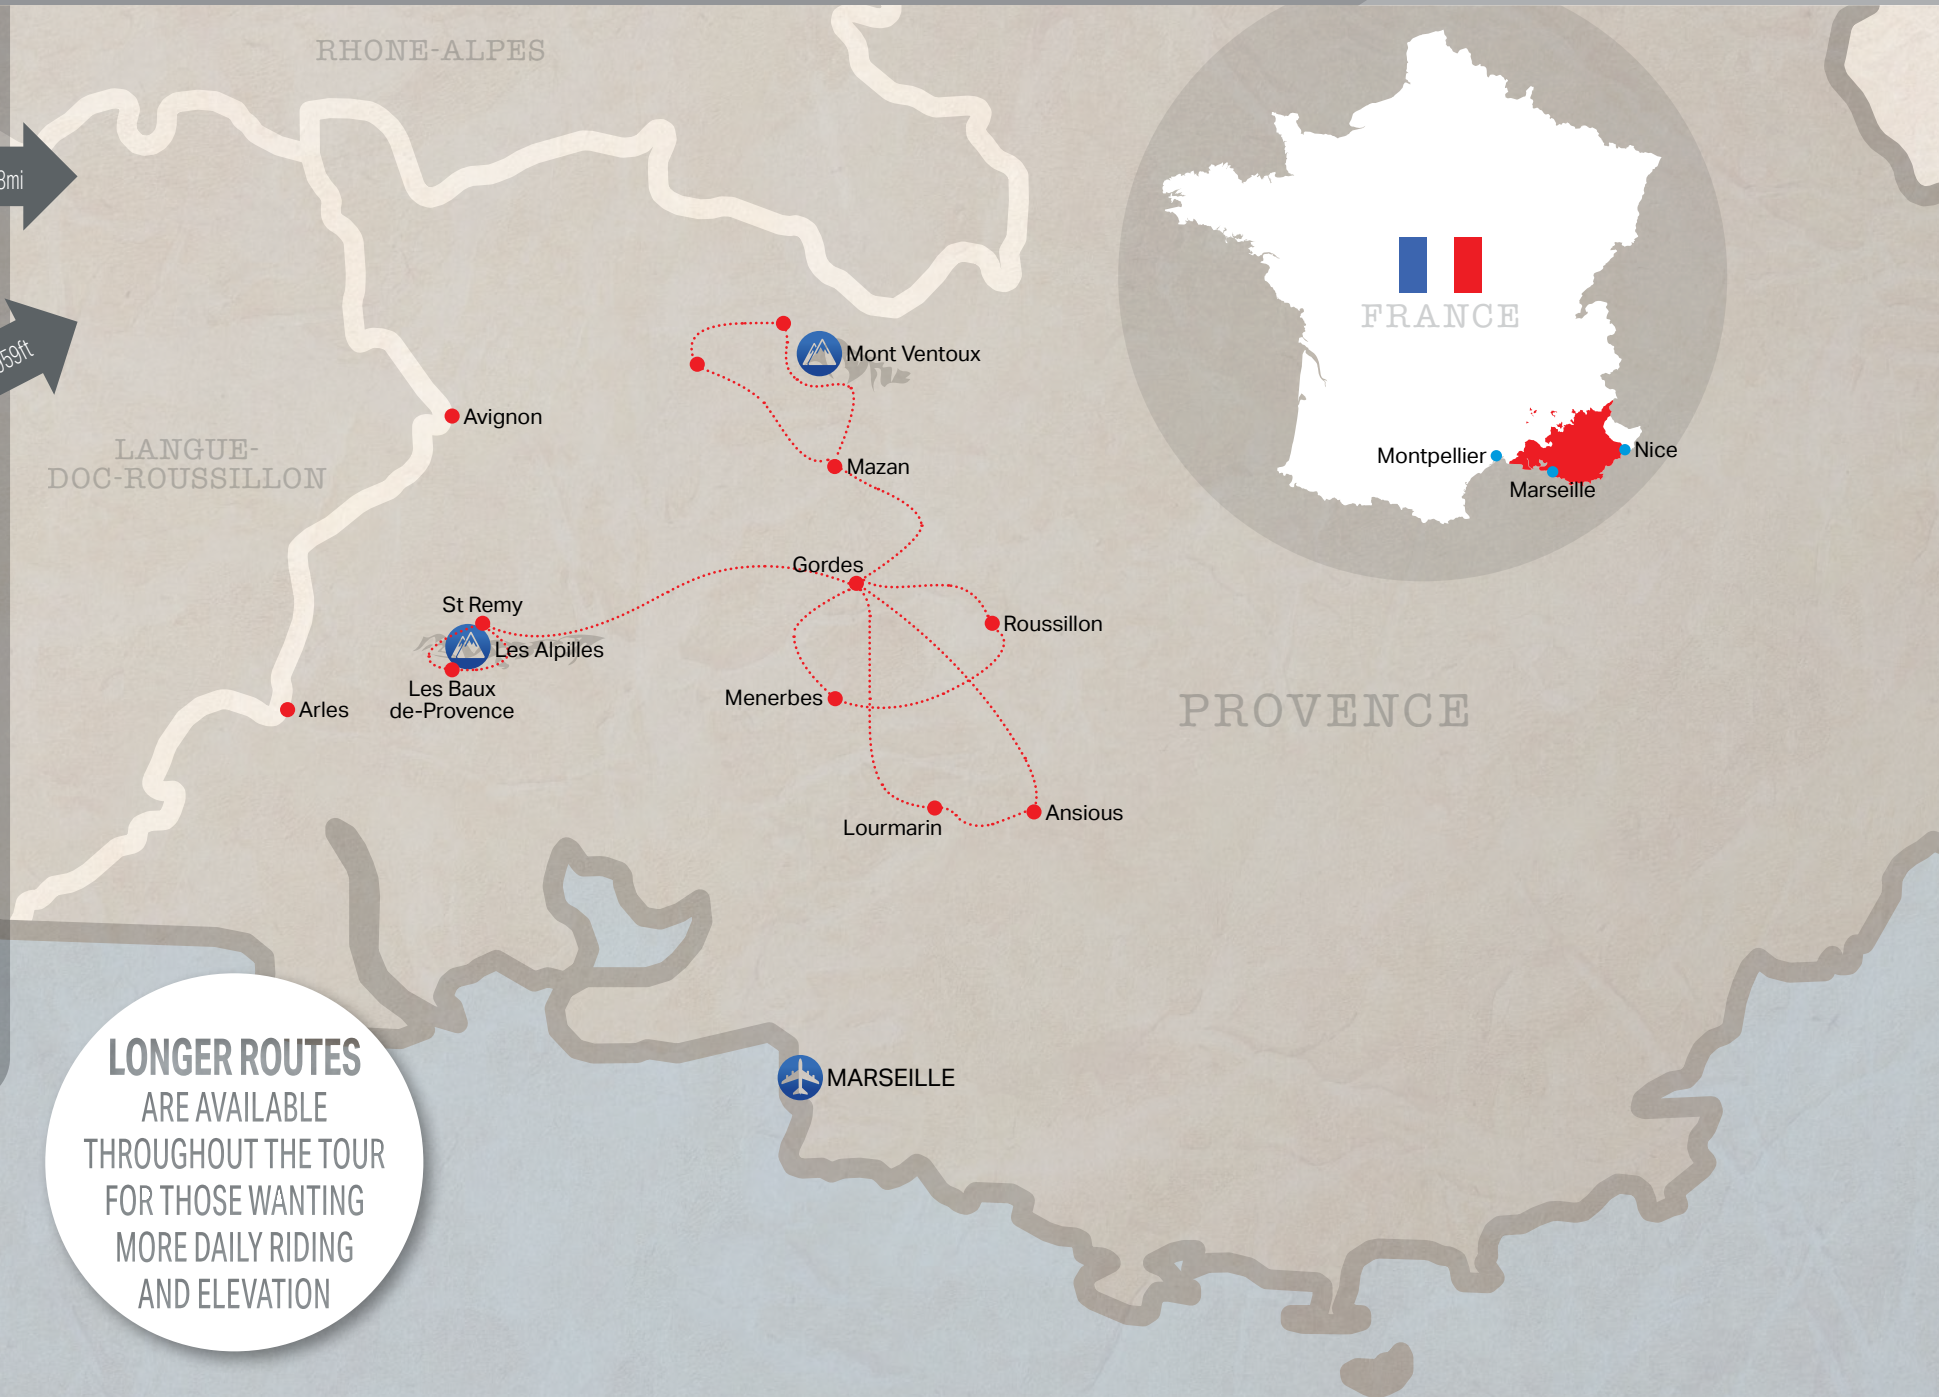 RHONE-ALPES
FRANCE
Montpellier
Nice
Marseille
Mont Ventoux
Avignon
LANGUE-
DOC-ROUSSILLON
Mazan
Gordes
St Remy
Roussillon
Les Alpilles
Les Baux
de-Provence
Menerbes
Arles
PROVENCE
Lourmarin
Ansious
MARSEILLE
LONGER ROUTES
ARE AVAILABLE
THROUGHOUT THE TOUR
FOR THOSE WANTING
MORE DAILY RIDING
AND ELEVATION